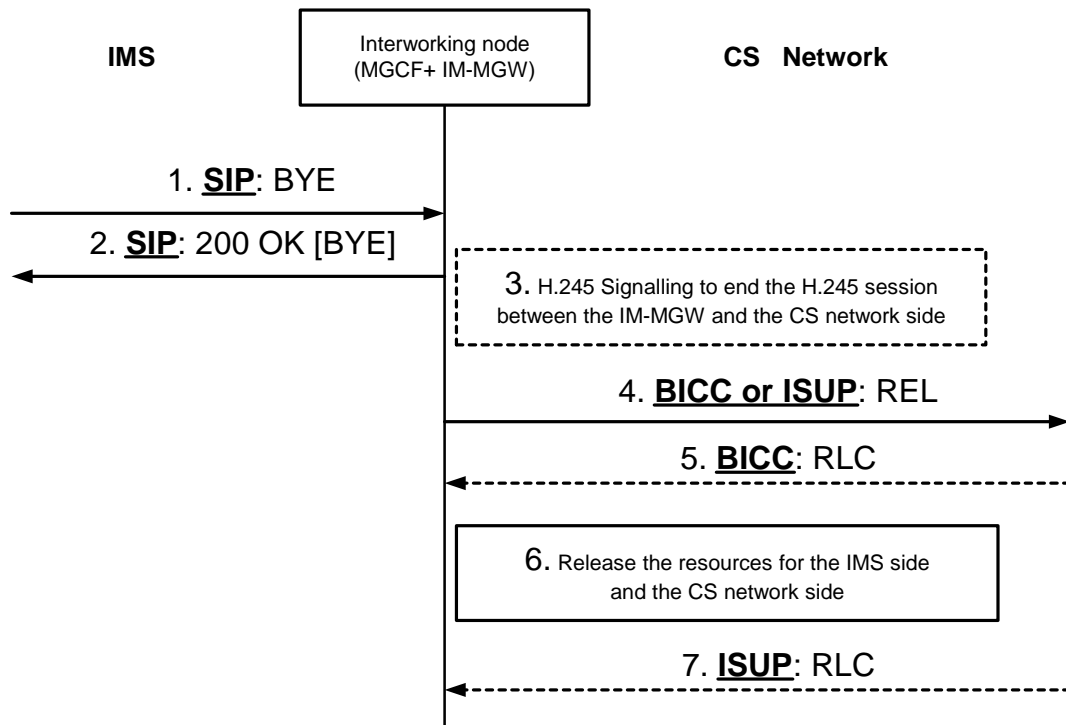 IMS
Interworking node
(MGCF+ IM-MGW)
CS Network
1. SIP: BYE
2. SIP: 200 OK [BYE]
3. H.245 Signalling to end the H.245 session
between the IM-MGW and the CS network side
4. BICC or ISUP: REL
5. BICC: RLC
6. Release the resources for the IMS side
and the CS network side
7. ISUP: RLC